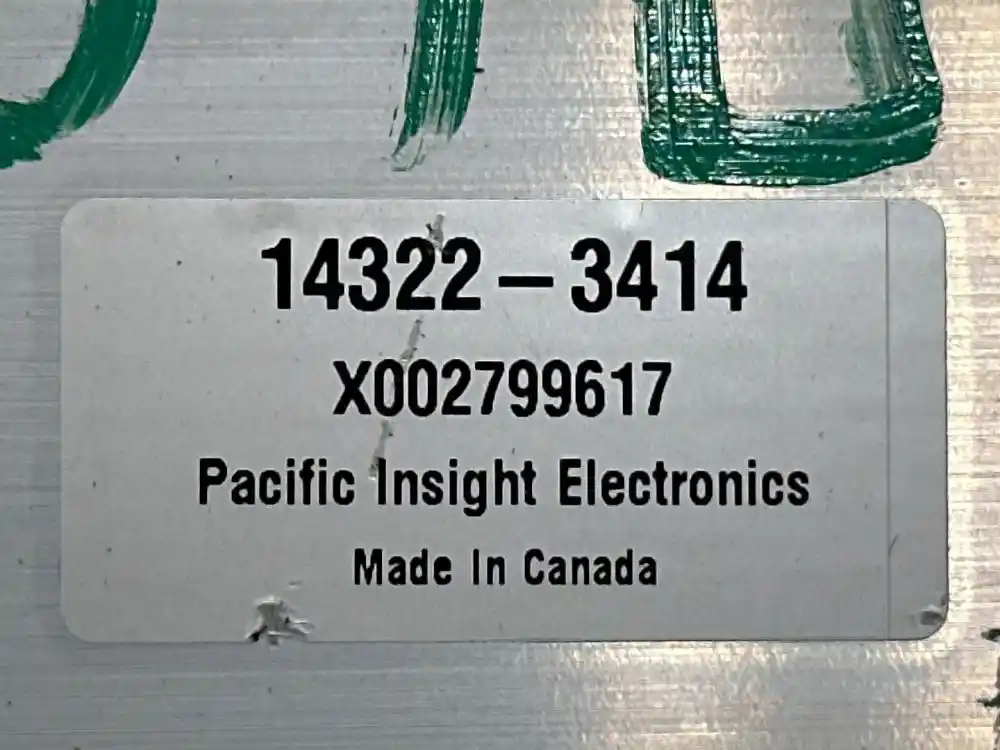 14322-3414
X002799617
Pacific Insight Electronics
Made In Canada